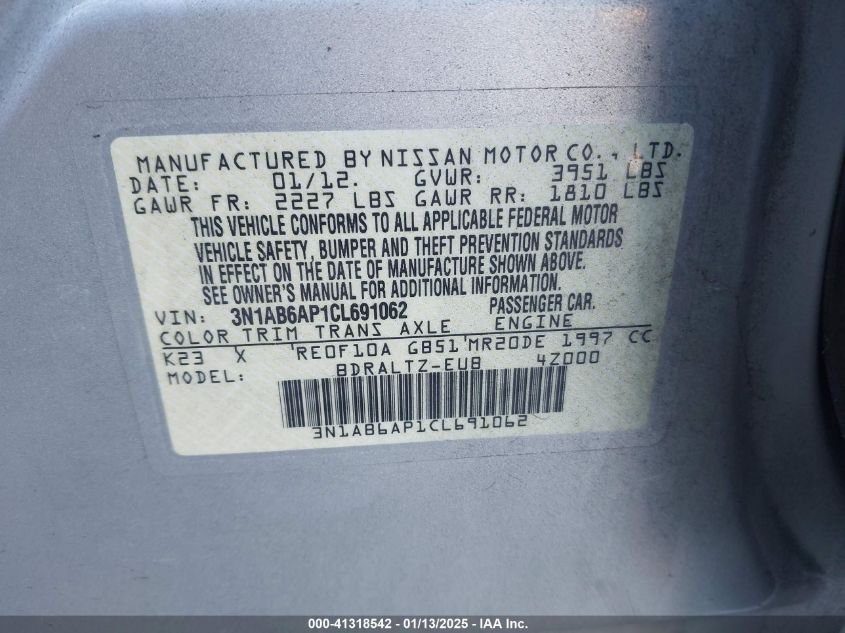 MANUFACTURED BY NISSAN MOTOR CO., LTD.
DATE: 01/12. GVWR: 3951 LBS
GAWR FR: 2227 LBS GAWR RR: 1810 LBS
THIS VEHICLE CONFORMS TO ALL APPLICABLE FEDERAL MOTOR
VEHICLE SAFETY, BUMPER AND THEFT PREVENTION STANDARDS
IN EFFECT ON THE DATE OF MANUFACTURE SHOWN ABOVE.
SEE OWNER'S MANUAL FOR ADDITIONAL INFORMATION.
VIN: 3N1AB6AP1CL691062 PASSENGER CAR.
COLOR TRIM TRANS AXLE ENGINE
K23 X RE0F10A GB51 MR20DE 1997 CC
MODEL: BDRALTZ-EUB 4Z000
3N1AB6AP1CL691062
000-41318542 - 01/13/2025 - IAA Inc.